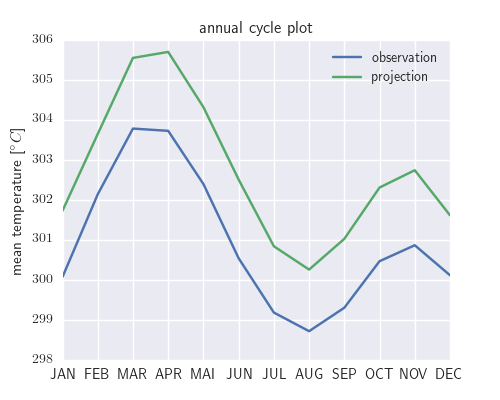 annual cycle plot
306
305
304
303
302
301
300
299
298
mean temperature [°C]
observation
projection
JAN FEB MAR APR MAI JUN JUL AUG SEP OCT NOV DEC